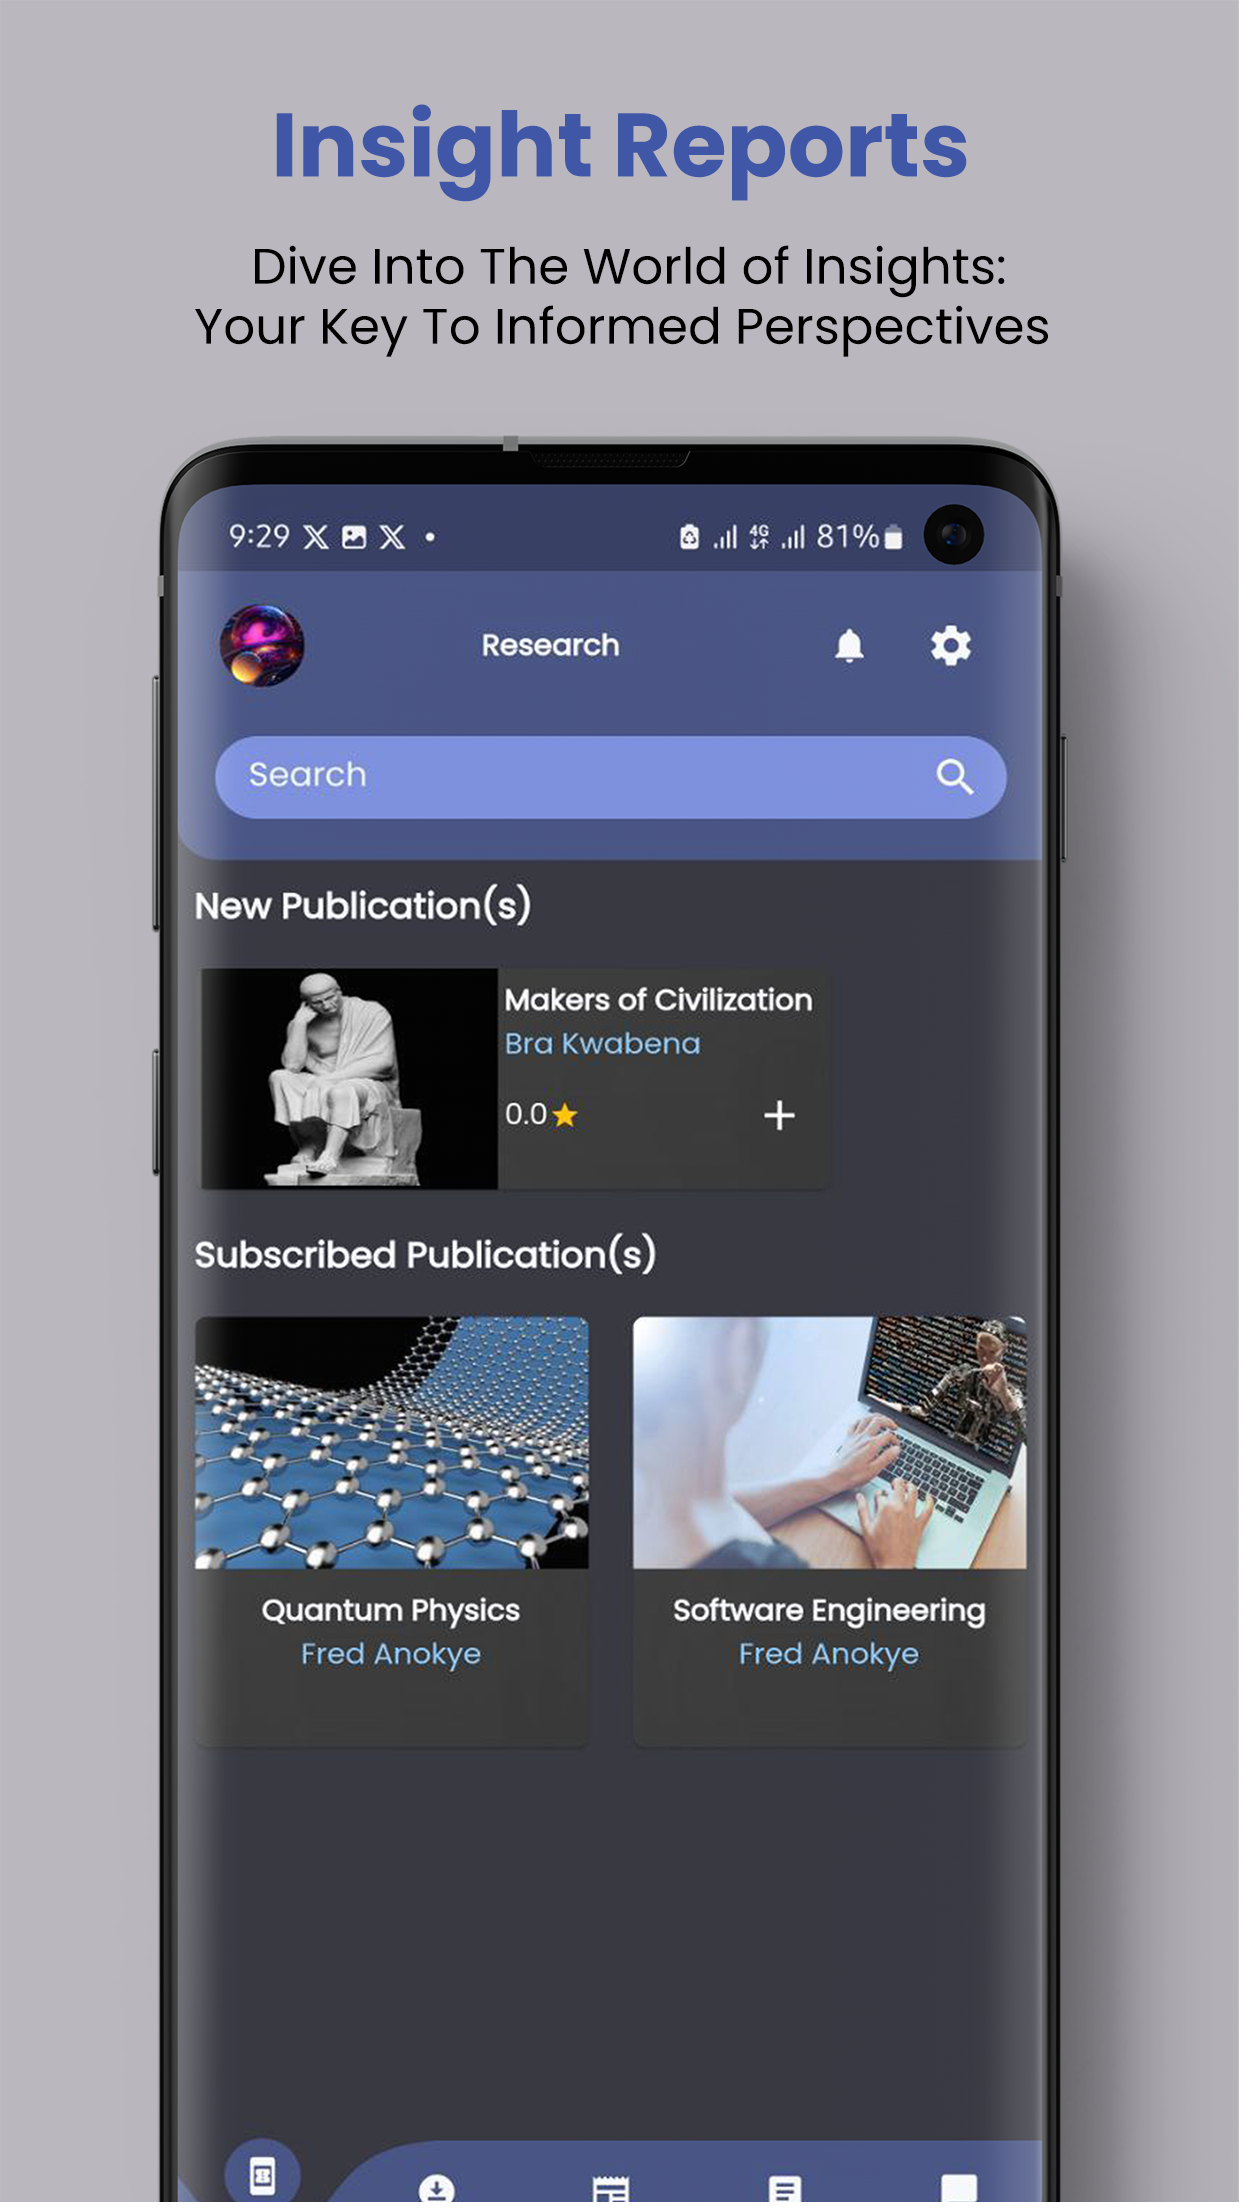 Insight Reports
Dive Into The World of Insights:
Your Key To Informed Perspectives
9:29
4G
81%
Research
Search
New Publication(s)
Makers of Civilization
Bra Kwabena
0.0
Subscribed Publication(s)
Quantum Physics
Fred Anokye
Software Engineering
Fred Anokye